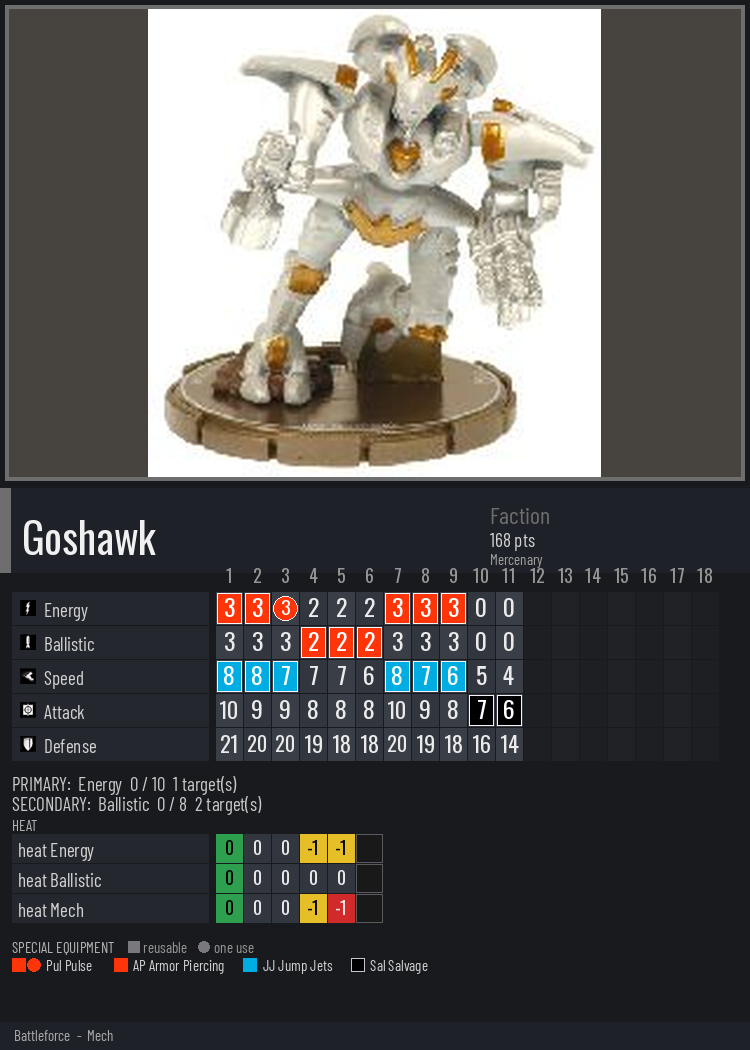 Goshawk
Faction
168 pts
Mercenary
1 2 3 4 5 6 7 8 9 10 11 12 13 14 15 16 17 18
Energy 3 3 3 2 2 2 3 3 3 0 0
Ballistic 3 3 3 2 2 2 3 3 3 0 0
Speed 8 8 7 7 7 6 8 7 6 5 4
Attack 10 9 9 8 8 8 10 9 8 7 6
Defense 21 20 20 19 18 18 20 19 18 16 14
PRIMARY: Energy 0 / 10 1 target(s)
SECONDARY: Ballistic 0 / 8 2 target(s)
HEAT
heat Energy 0 0 0 -1 -1
heat Ballistic 0 0 0 0 0
heat Mech 0 0 0 -1 -1
SPECIAL EQUIPMENT reusable one use
Pul Pulse AP Armor Piercing JJ Jump Jets Sal Salvage
Battleforce - Mech